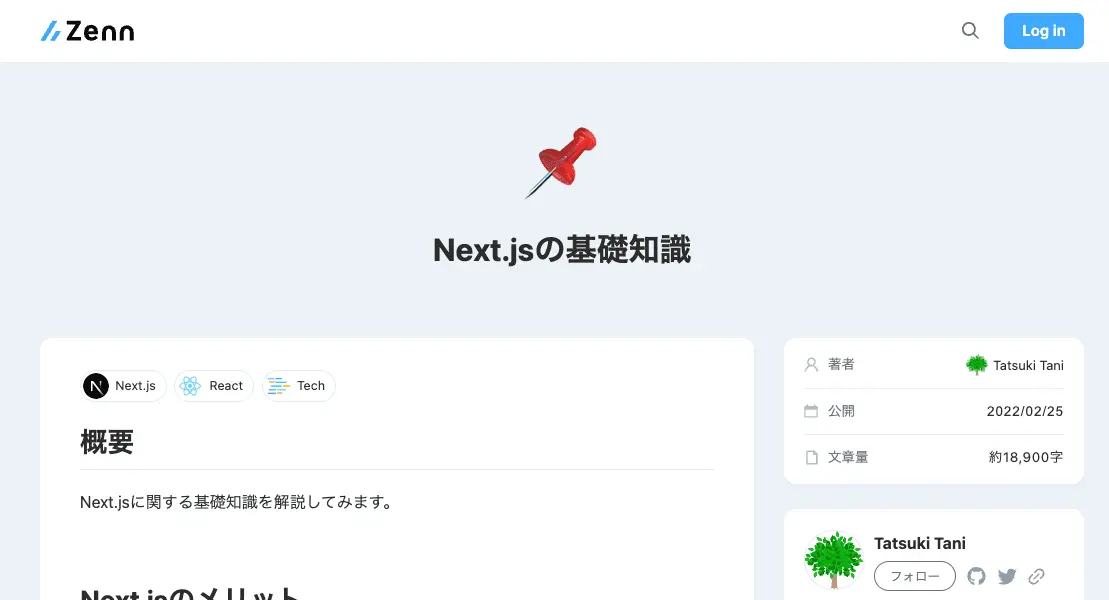 Zenn
Log in
Next.jsの基礎知識
Next.js React Tech
概要
Next.jsに関する基礎知識を解説してみます。
Next.jsのメリット
著者 Tatsuki Tani
公開 2022/02/25
文章量 約18,900字
Tatsuki Tani
フォロー